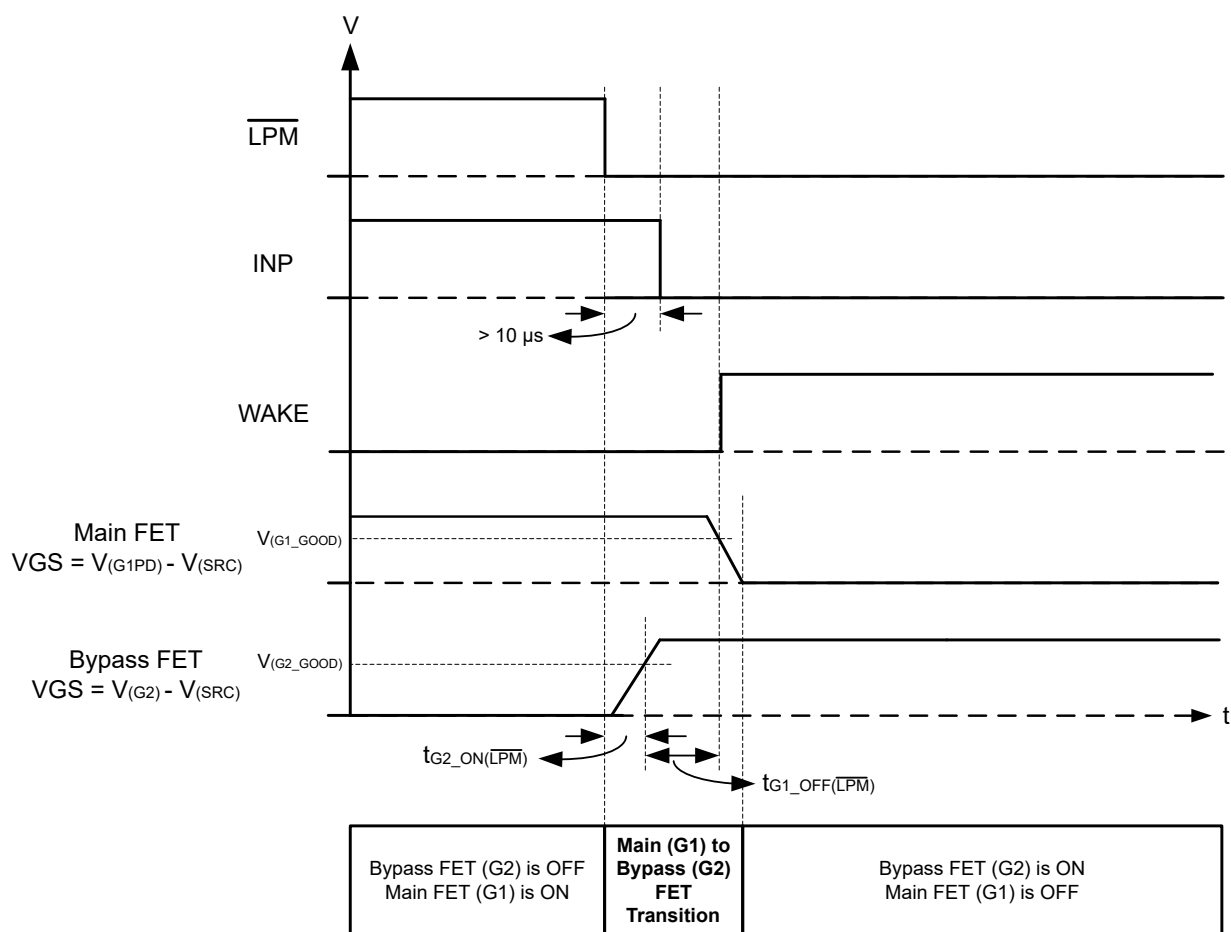 V
LPM
INP
> 10 µs
WAKE
Main FET
VGS = V(G1PD) - V(SRC)
V(G1_GOOD)
Bypass FET
VGS = V(G2) - V(SRC)
V(G2_GOOD)
t
tG2_ON(LPM)
tG1_OFF(LPM)
Bypass FET (G2) is OFF
Main FET (G1) is ON
Main (G1) to
Bypass (G2)
FET
Transition
Bypass FET (G2) is ON
Main FET (G1) is OFF